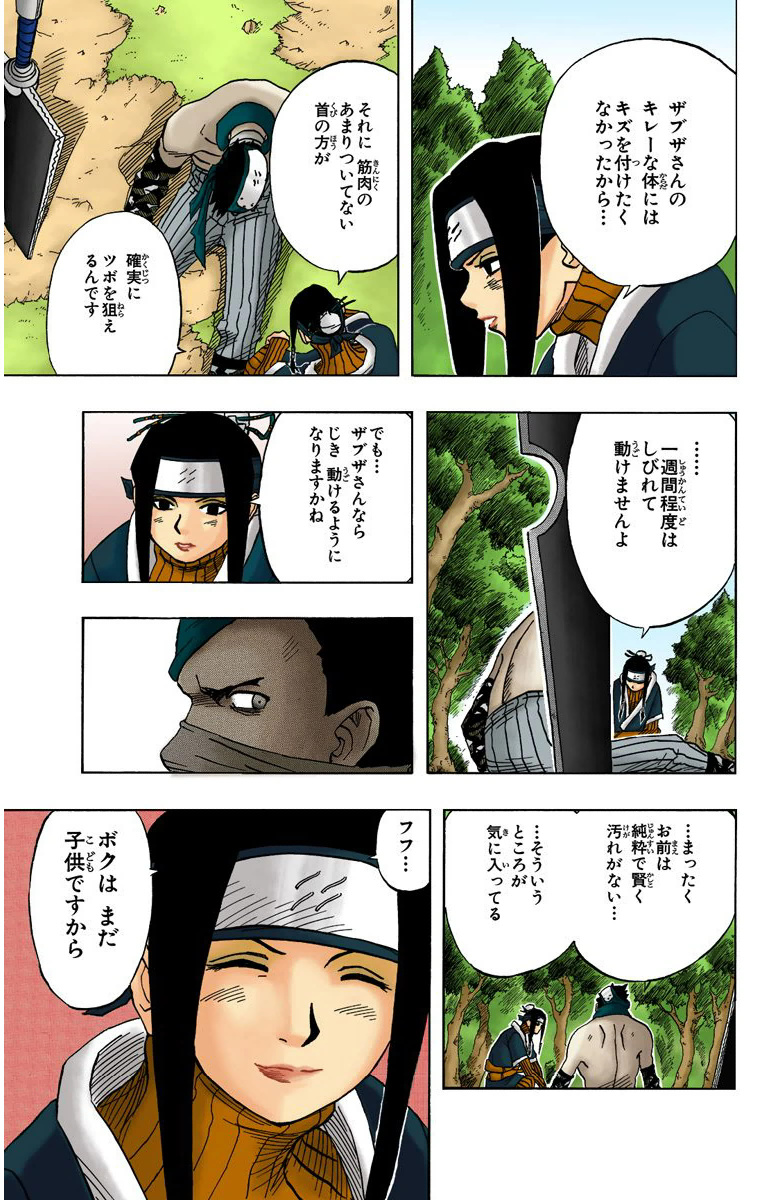 ザブザさんの
キレーな体には
キズを付けたく
なかったから…
それに 筋肉の
あまりついてない
首の方が
確実に
ツボを狙え
るんです
……
一週間程度は
しびれて
動けませんよ
でも…
ザブザさんなら
じき 動けるように
なりますかね
…まったく
お前は
純粋で賢く
汚れがない…
…そういう
ところが
気に入ってる
フフ…
ボクは まだ
子供ですから